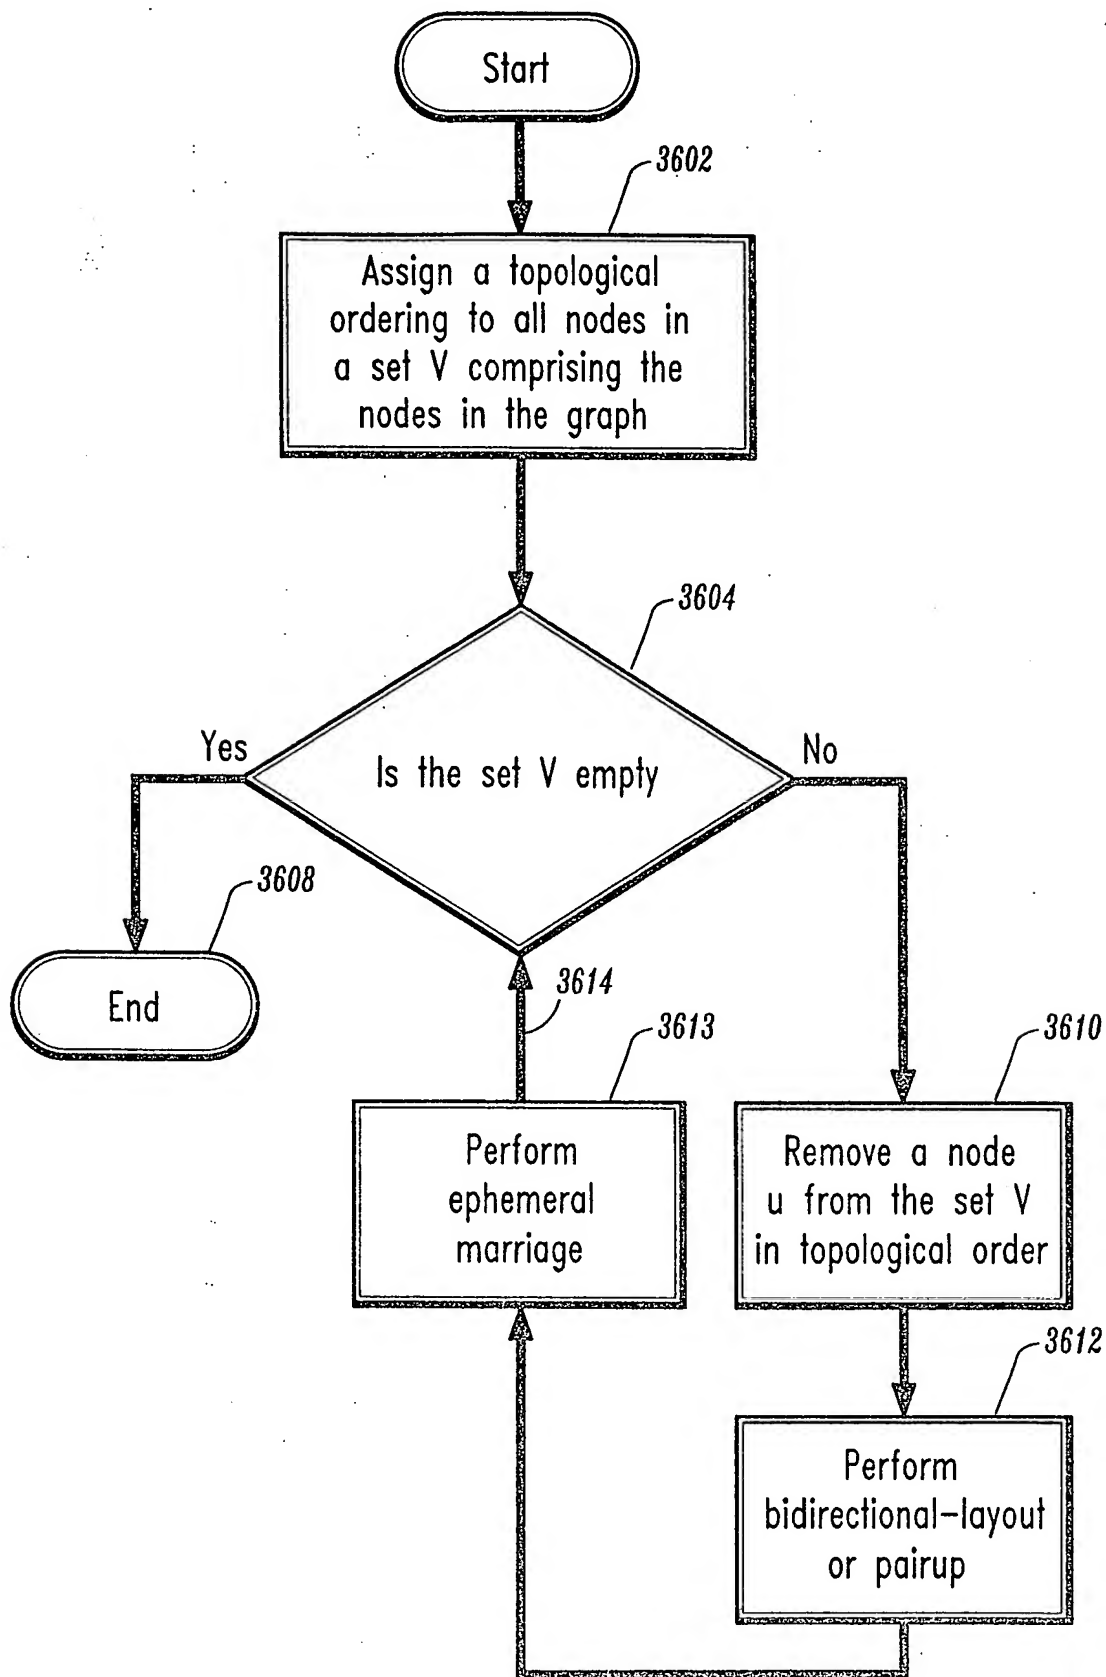 Start
3602
Assign a topological
ordering to all nodes in
a set V comprising the
nodes in the graph
3604
Yes
Is the set V empty
No
3608
End
3614
3613
Perform
ephemeral
marriage
3610
Remove a node
u from the set V
in topological order
3612
Perform
bidirectional-layout
or pairup